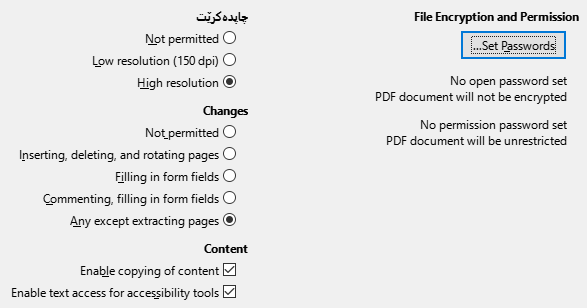 File Encryption and Permission
...Set Passwords
No open password set
PDF document will not be encrypted
No permission password set
PDF document will be unrestricted
چاپدەکرێت
Not permitted
Low resolution (150 dpi)
High resolution
Changes
Not permitted
Inserting, deleting, and rotating pages
Filling in form fields
Commenting, filling in form fields
Any except extracting pages
Content
Enable copying of content
Enable text access for accessibility tools